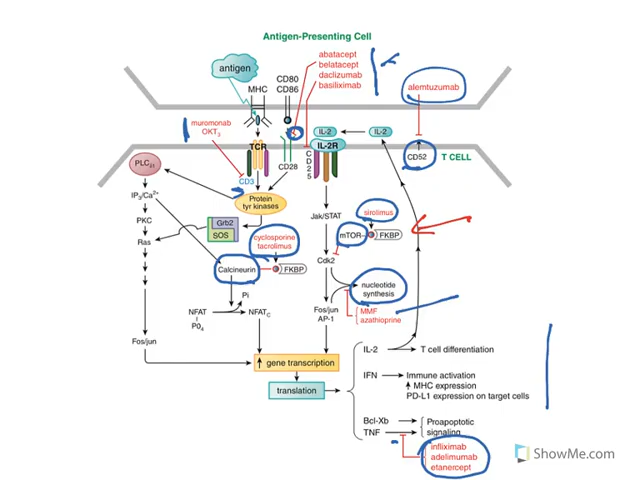 Antigen-Presenting Cell
abatacept
belatacept
daclizumab
basiliximab
antigen
MHC
CD80
CD86
alemtuzumab
muromonab
OKT3
IL-2
IL-2
TCR
IL-2R
CD25
CD52
T CELL
PLC21
CD3
CD28
Protein
tyr kinases
IP3/Ca2+
PKC
Ras
Grb2
SOS
Jak/STAT
sirolimus
mTOR
FKBP
cyclosporine
tacrolimus
Cdk2
Calcineurin
FKBP
nucleotide
synthesis
Pi
NFAT
PO4
NFATC
Fos/jun
AP-1
MMF
azathioprine
Fos/jun
gene transcription
IL-2
T cell differentiation
translation
IFN
Immune activation
MHC expression
PD-L1 expression on target cells
Bcl-Xb
TNF
Proapoptotic
signaling
infliximab
adelimumab
etanercept
ShowMe.com